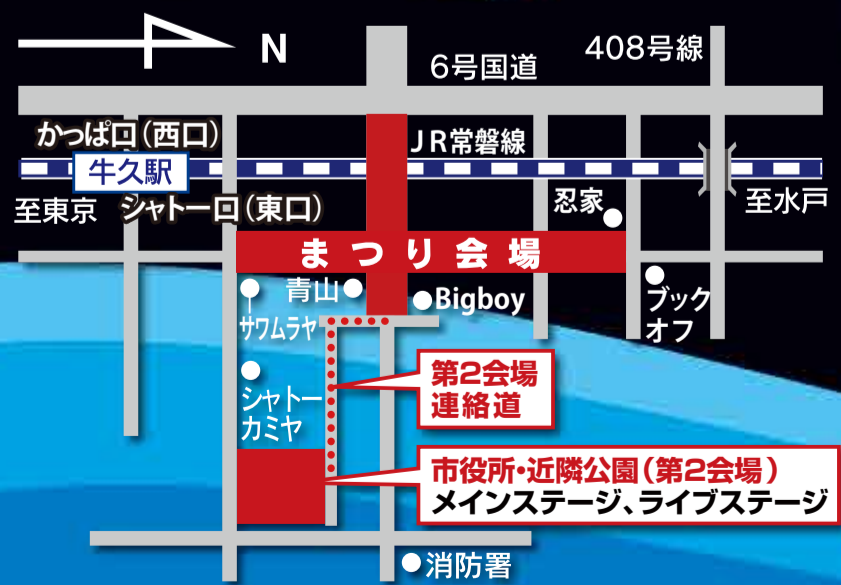 N
6号国道
408号線
かっぱ口(西口)
JR常磐線
牛久駅
至東京
シャトー口(東口)
忍家
至水戸
まつり会場
青山
Bigboy
ブック
オフ
サワムラヤ
第2会場
連絡道
シャトー
カミヤ
市役所・近隣公園(第2会場)
メインステージ、ライブステージ
消防署